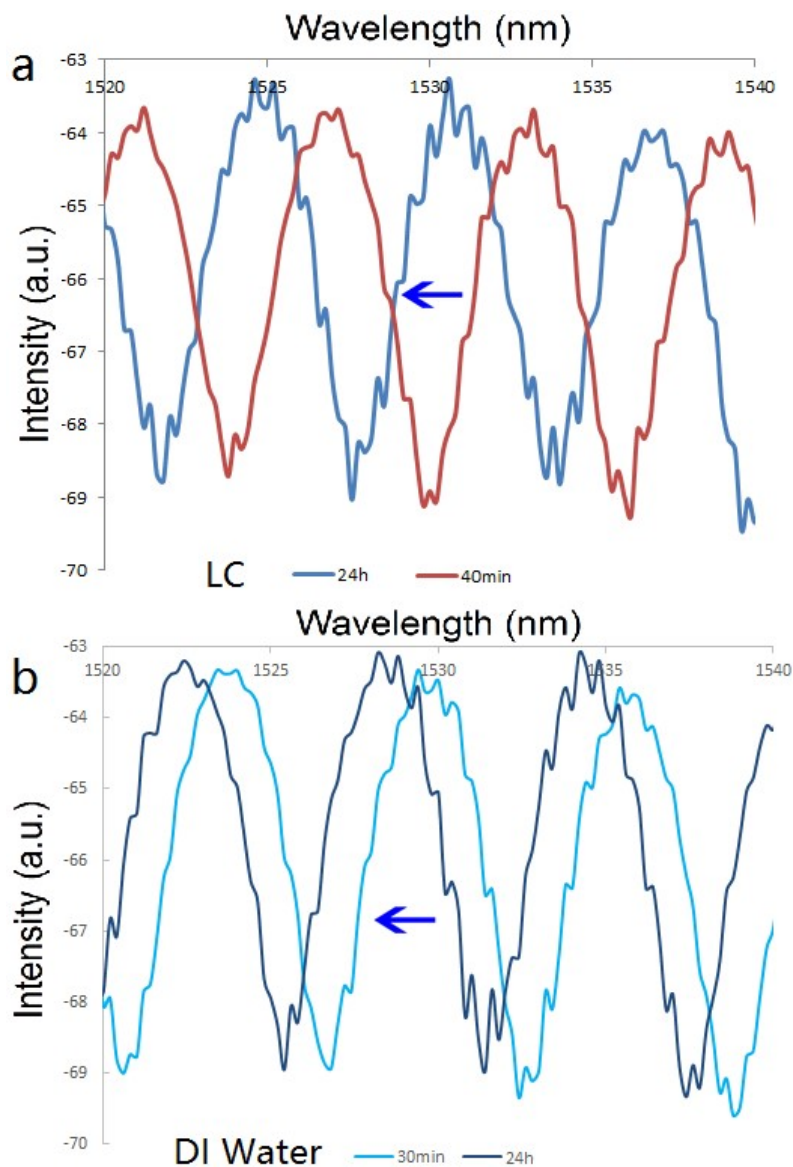 Wavelength (nm)
a
-63
1520 1525 1530 1535 1540
-64
-65
-66
-67
-68
-69
-70
Intensity (a.u.)
LC 24h 40min
Wavelength (nm)
b
-63
1520 1525 1530 1535 1540
-64
-65
-66
-67
-68
-69
-70
Intensity (a.u.)
DI Water 30min 24h